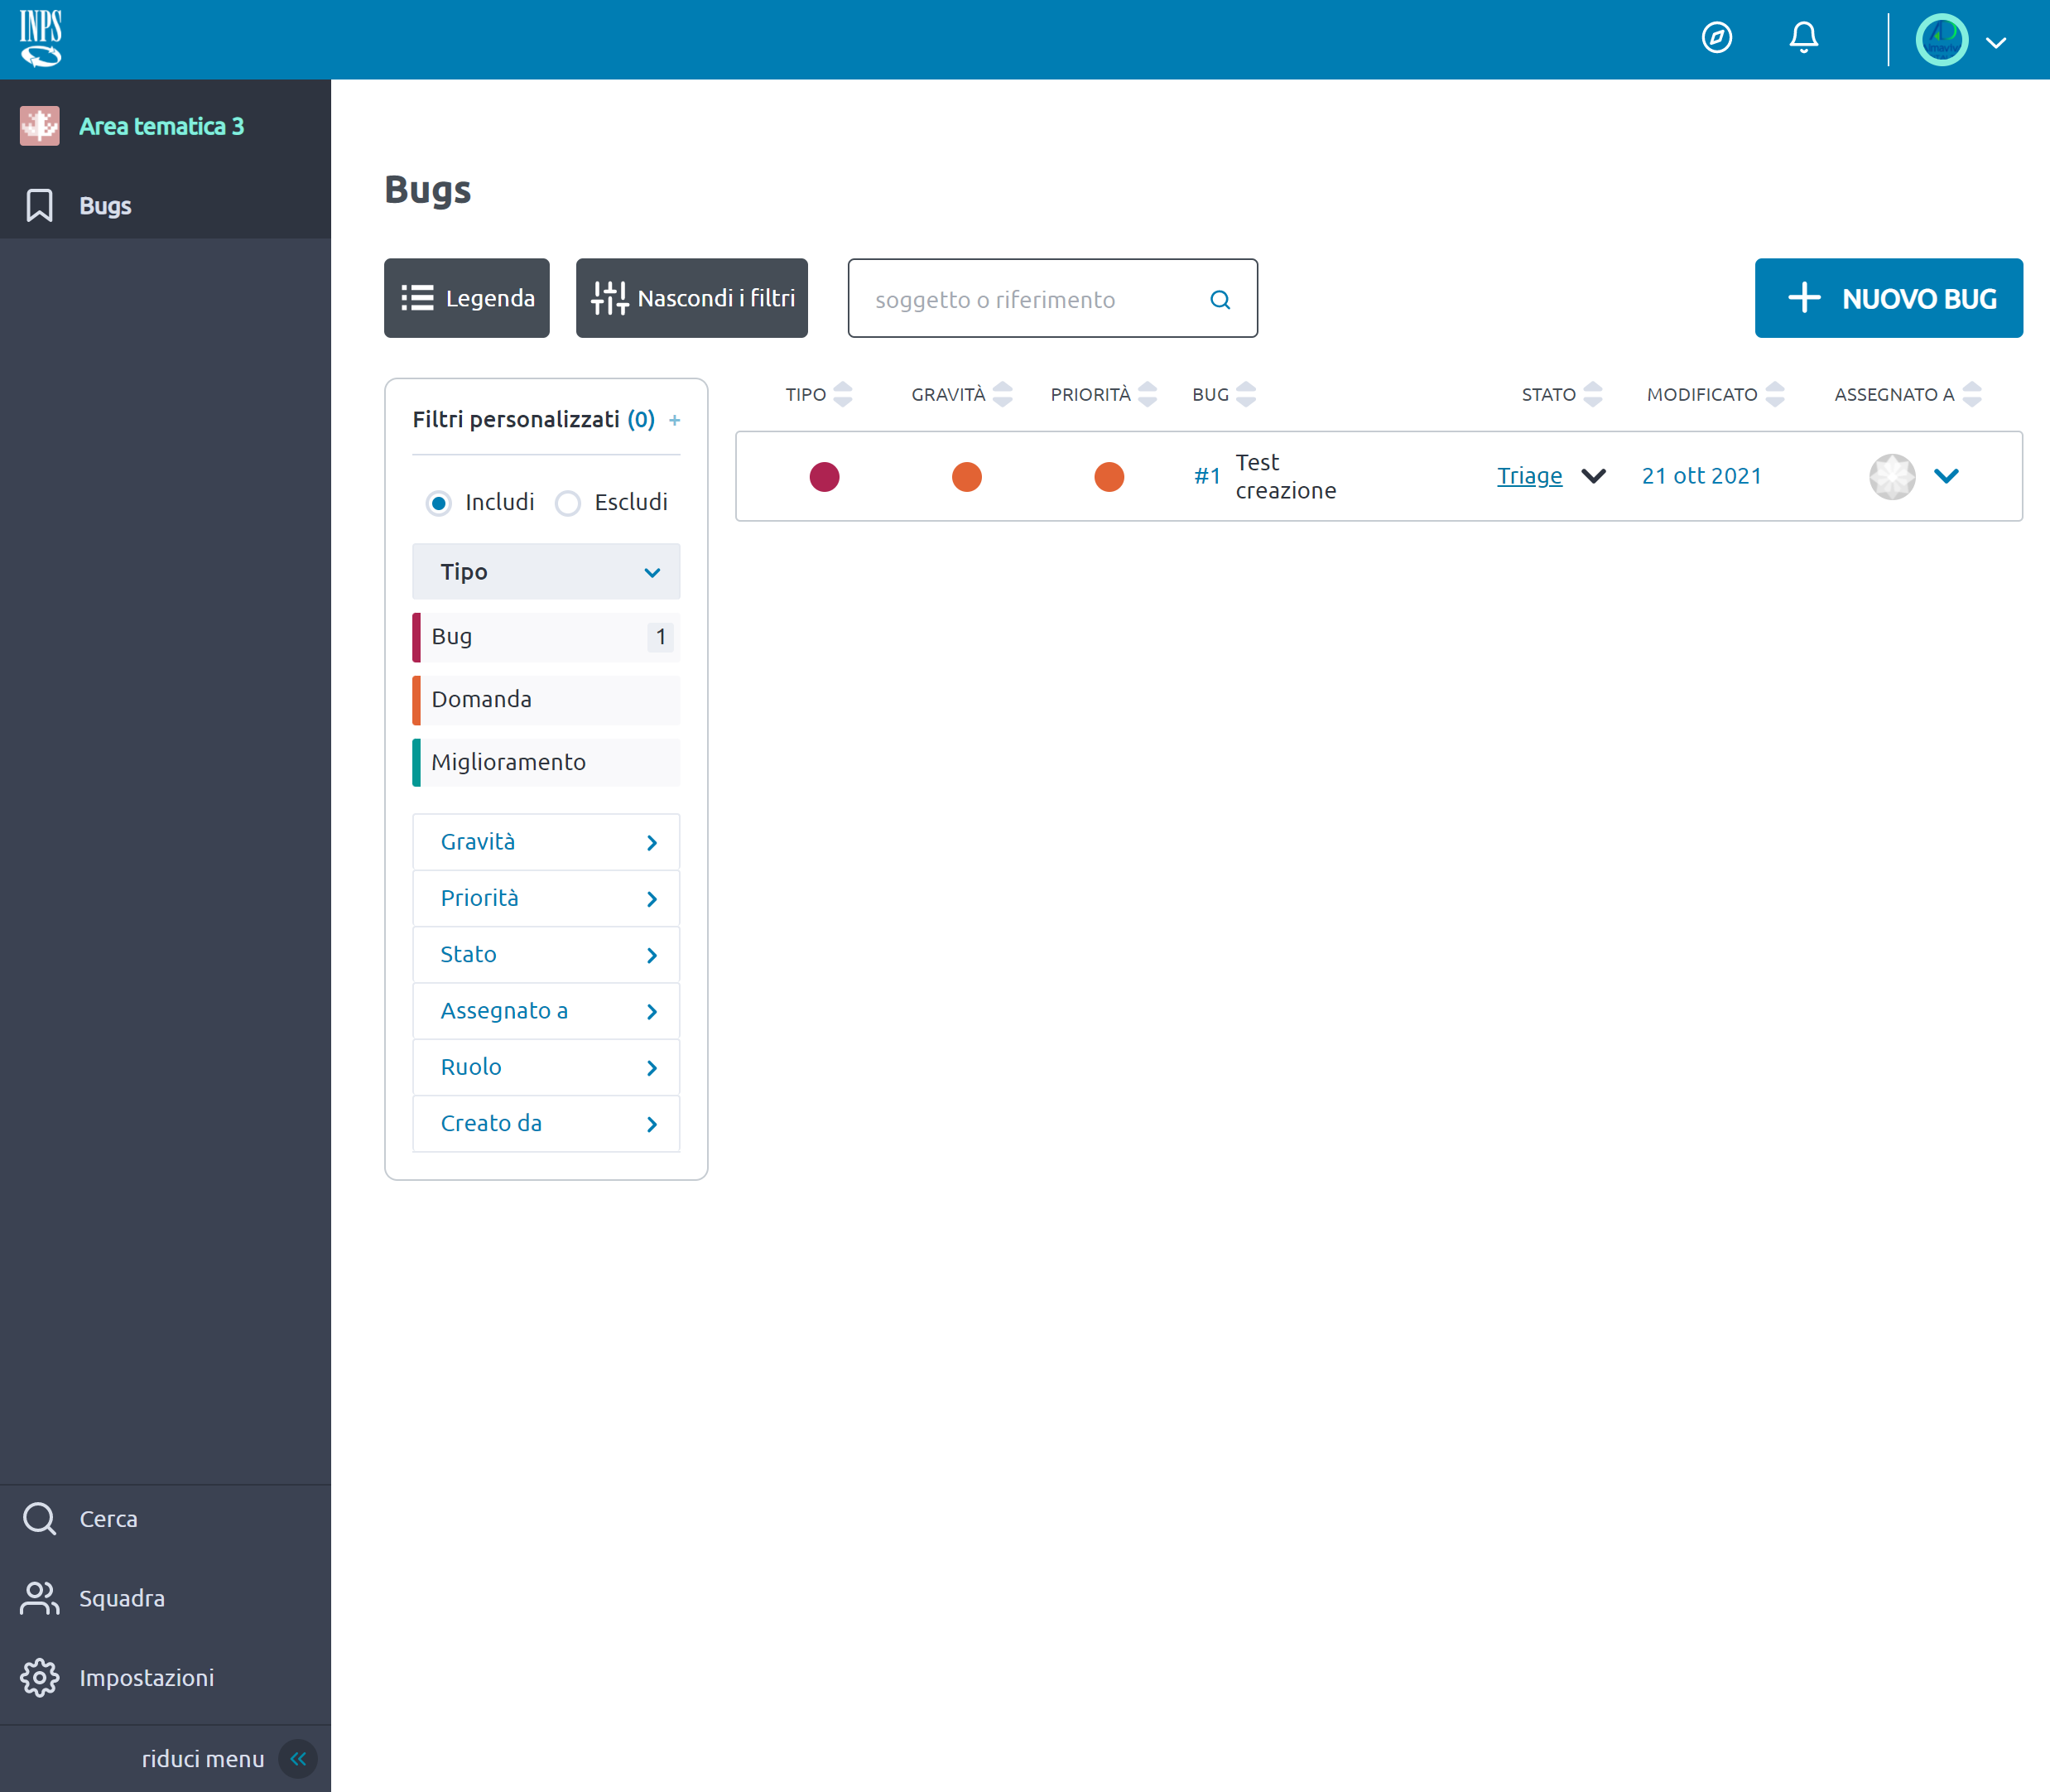 INPS
Area tematica 3
Bugs
Bugs
Legenda
Nascondi i filtri
soggetto o riferimento
NUOVO BUG
Filtri personalizzati (0) +
Includi
Escludi
Tipo
Bug 1
Domanda
Miglioramento
Gravità
Priorità
Stato
Assegnato a
Ruolo
Creato da
TIPO GRAVITÀ PRIORITÀ BUG STATO MODIFICATO ASSEGNATO A
#1 Test
creazione
Triage 21 ott 2021
Cerca
Squadra
Impostazioni
riduci menu